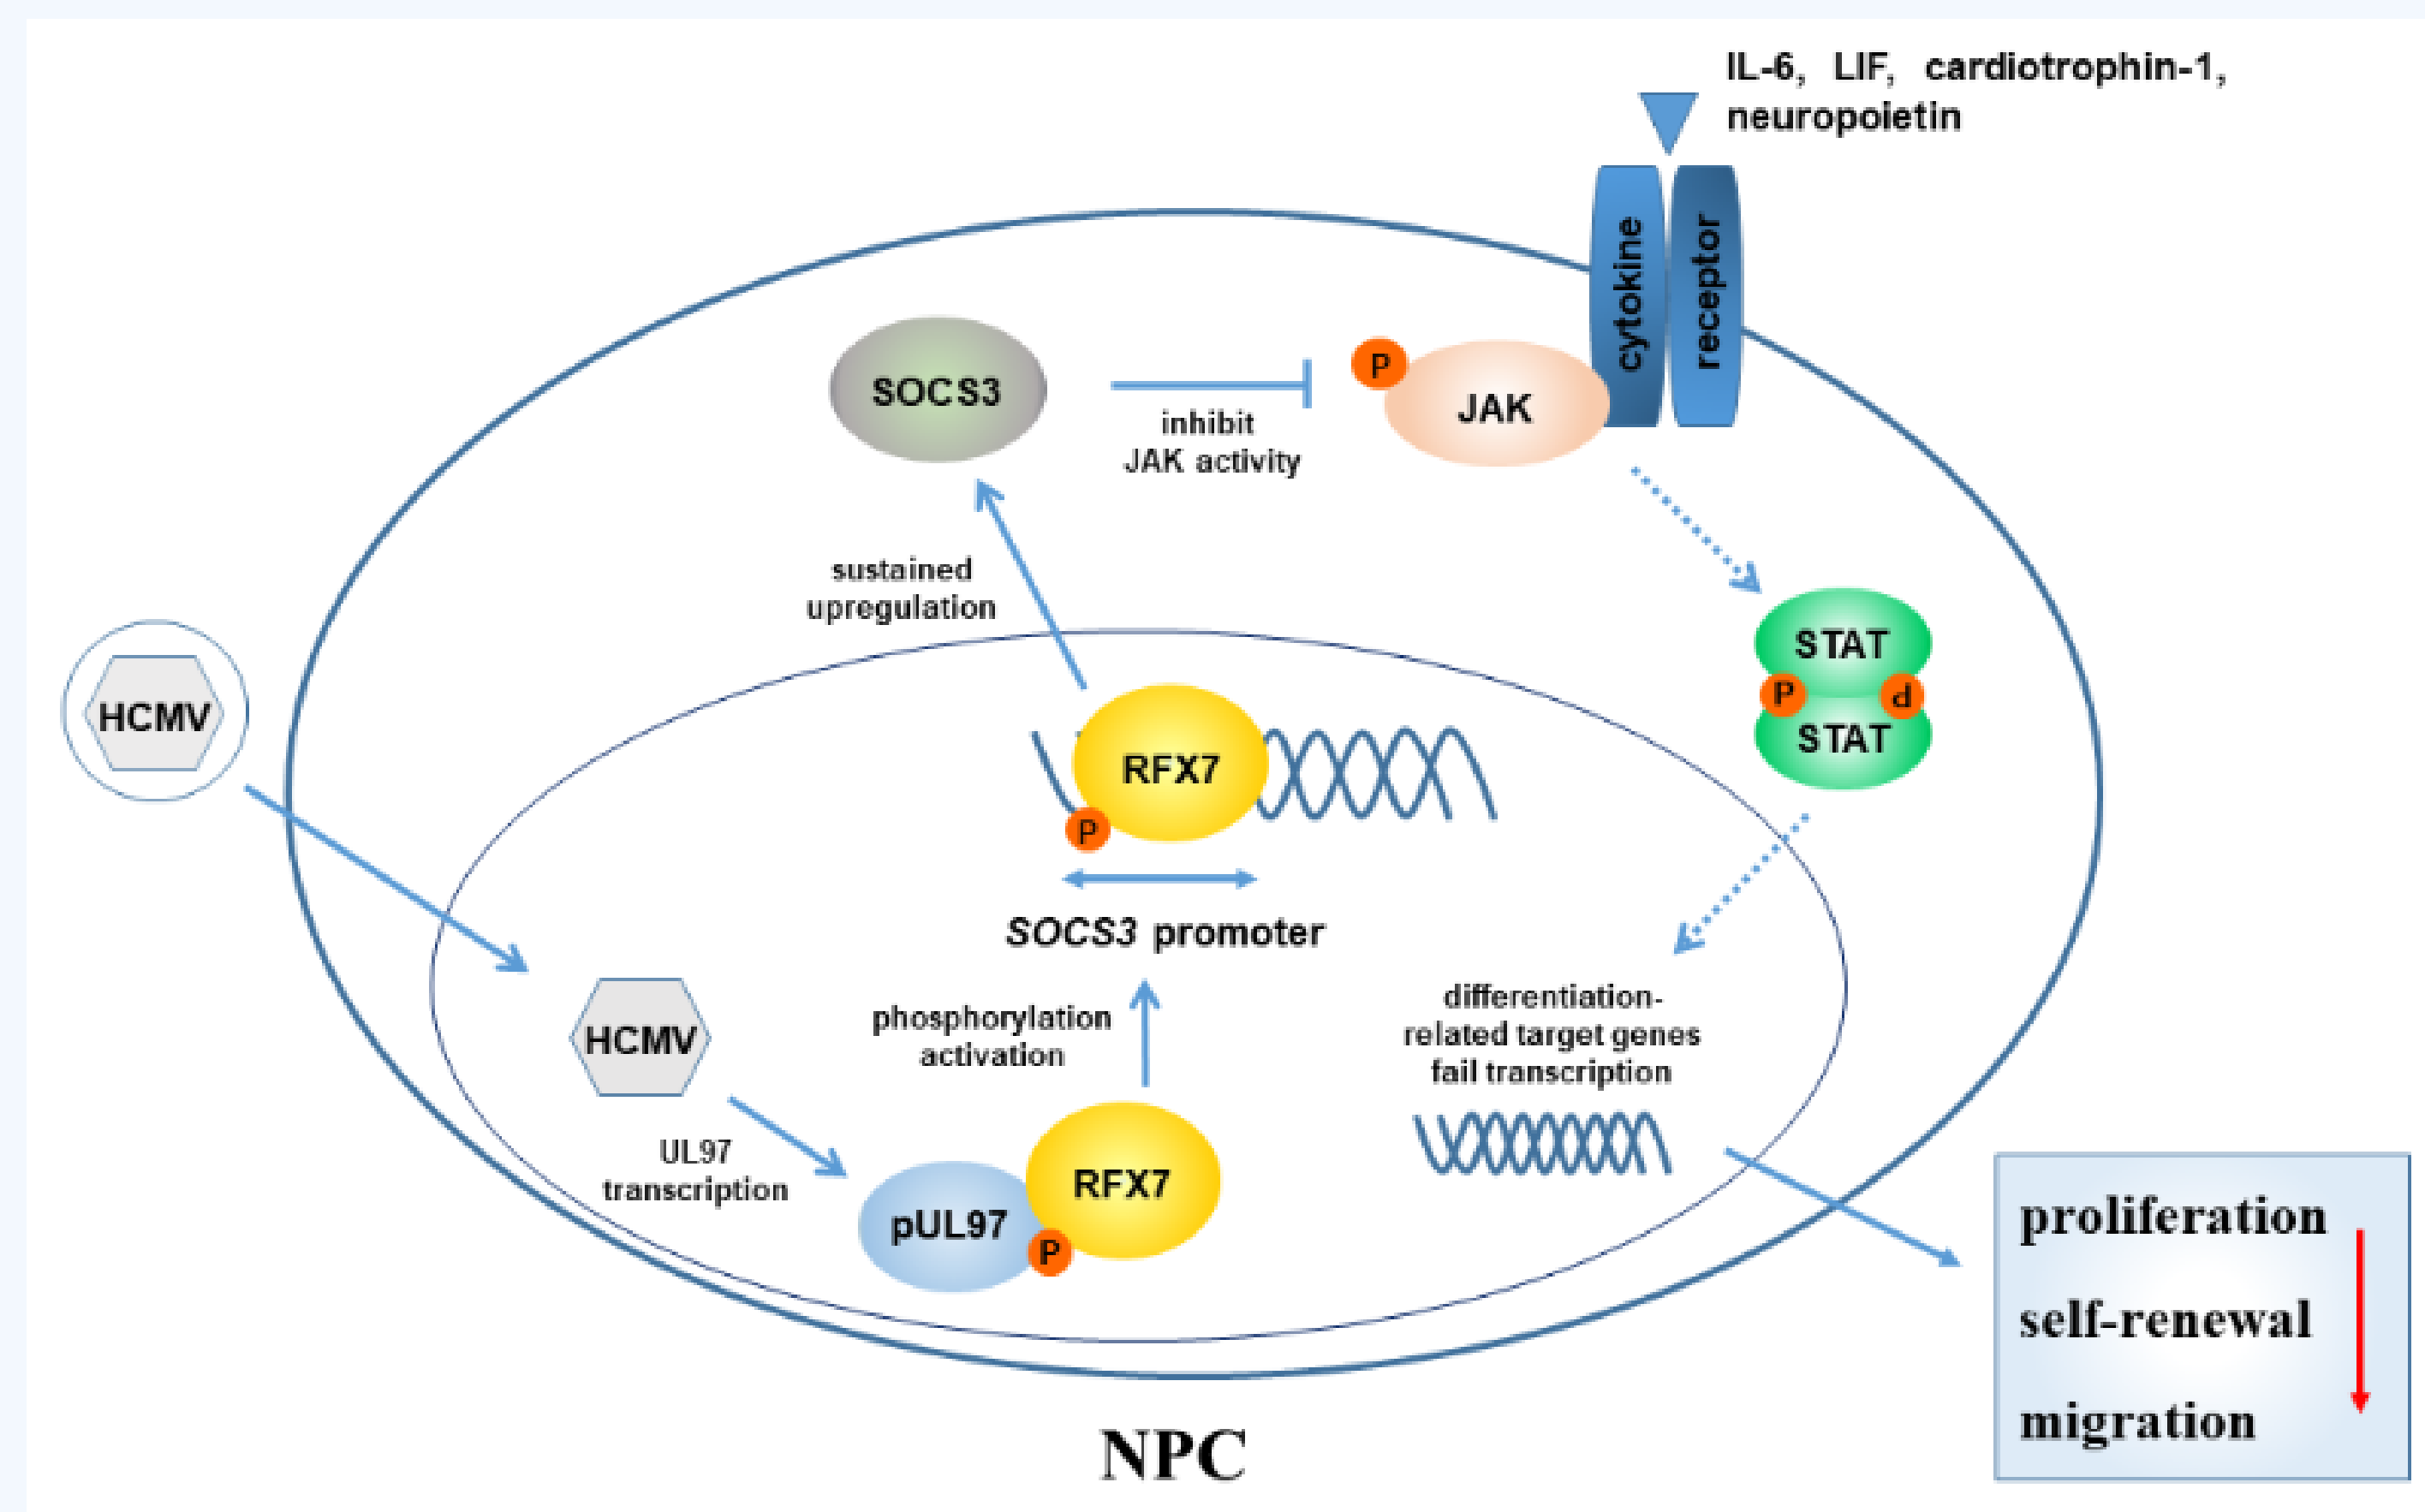 IL-6, LIF, cardiotrophin-1,
neuropoietin
cytokine
receptor
SOCS3
inhibit
JAK activity
P
JAK
sustained
upregulation
STAT
P
P
STAT
HCMV
RFX7
P
SOCS3 promoter
HCMV
phosphorylation
activation
differentiation-
related target genes
fail transcription
UL97
transcription
pUL97
P
RFX7
proliferation
self-renewal
migration
NPC